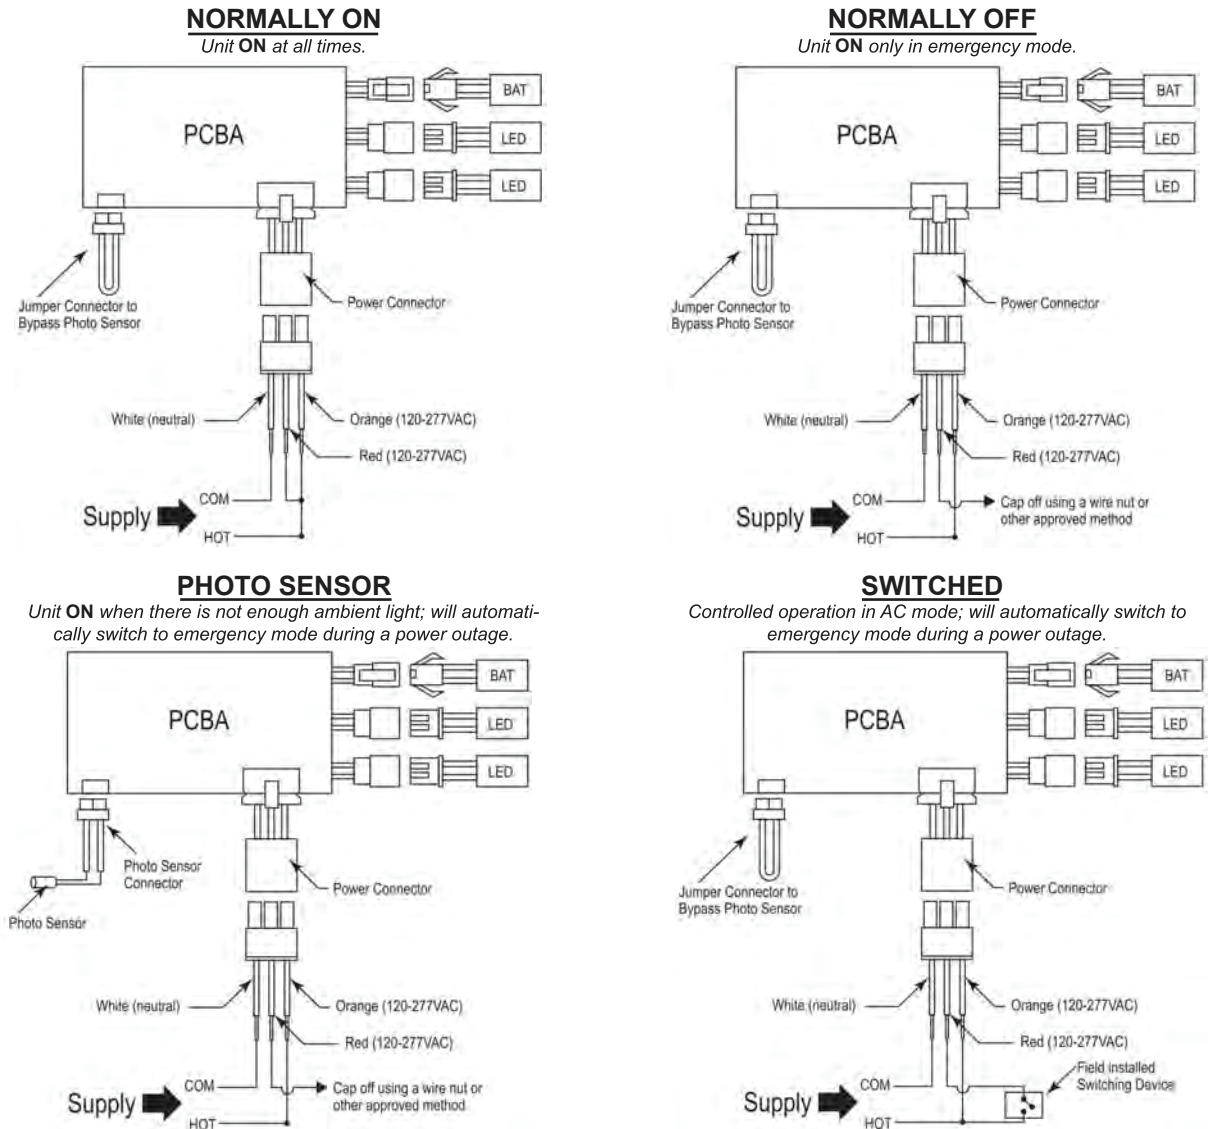 NORMALLY ON
Unit ON at all times.
PCBA
BAT
LED
LED
Jumper Connector to
Bypass Photo Sensor
Power Connector
White (neutral)
Orange (120-277VAC)
Red (120-277VAC)
COM
Supply
HOT
NORMALLY OFF
Unit ON only in emergency mode.
PCBA
BAT
LED
LED
Jumper Connector to
Bypass Photo Sensor
Power Connector
White (neutral)
Orange (120-277VAC)
Red (120-277VAC)
COM
Cap off using a wire nut or
other approved method
Supply
HOT
PHOTO SENSOR
Unit ON when there is not enough ambient light; will automati-
cally switch to emergency mode during a power outage.
PCBA
BAT
LED
LED
Photo Sensor
Connector
Photo Sensor
Power Connector
White (neutral)
Orange (120-277VAC)
Red (120-277VAC)
COM
Cap off using a wire nut or
other approved method
Supply
HOT
SWITCHED
Controlled operation in AC mode; will automatically switch to
emergency mode during a power outage.
PCBA
BAT
LED
LED
Jumper Connector to
Bypass Photo Sensor
Power Connector
White (neutral)
Orange (120-277VAC)
Red (120-277VAC)
Field installed
Switching Device
COM
Supply
HOT